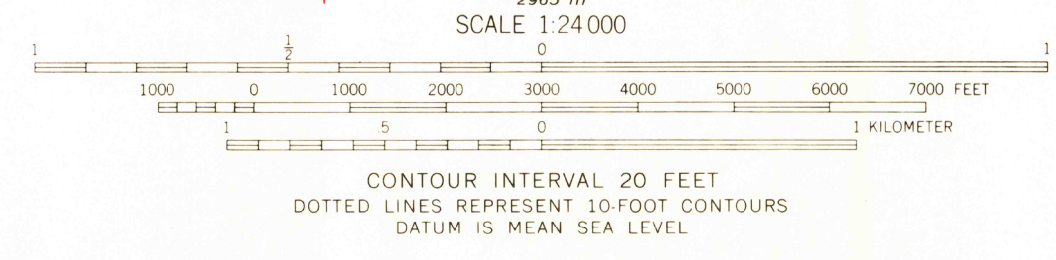 SCALE 1:24 000
1 1/2 0 1
1000 0 1000 2000 3000 4000 5000 6000 7000 FEET
1 .5 0 1 KILOMETER
CONTOUR INTERVAL 20 FEET
DOTTED LINES REPRESENT 10-FOOT CONTOURS
DATUM IS MEAN SEA LEVEL